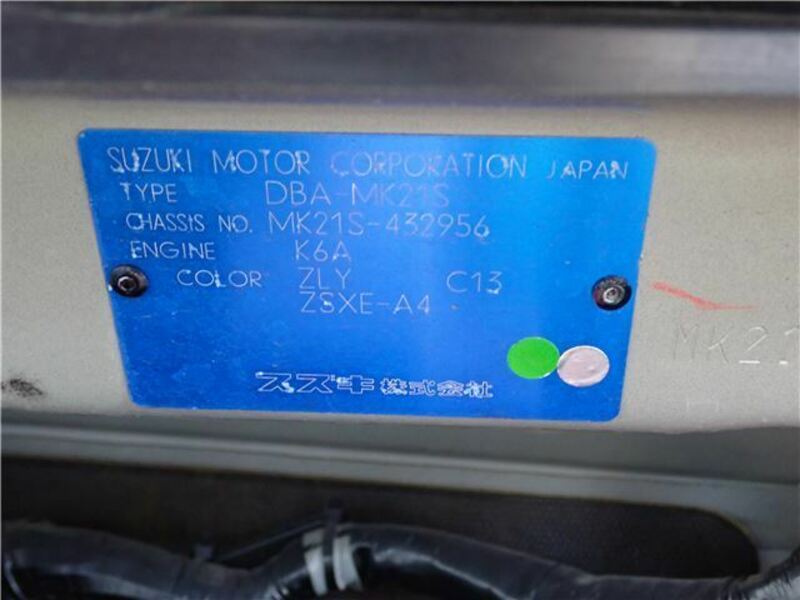 SUZUKI MOTOR CORPORATION JAPAN
TYPE DBA-MK21S
CHASSIS NO. MK21S-432956
ENGINE K6A
COLOR ZLY C13
ZSXE-A4
スズキ株式会社
MK21